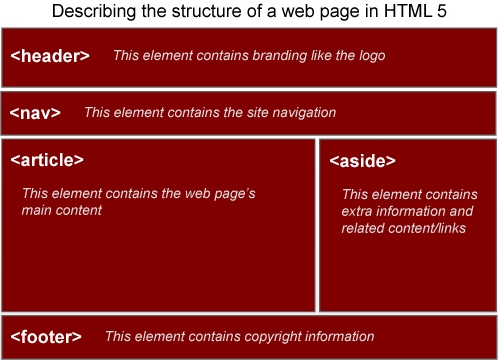 Describing the structure of a web page in HTML 5
<header> This element contains branding like the logo
<nav> This element contains the site navigation
<article>
This element contains the web page's
main content
<aside>
This element contains
extra information and
related content/links
<footer> This element contains copyright information